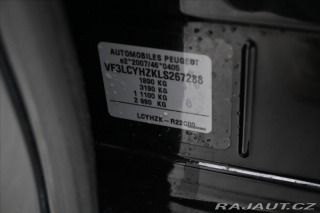 AUTOMOBILES PEUGEOT
e2*2007/46*0405
VF3LCYHZKLS267288
1890 KG
3190 KG
1 1100 KG
2 980 KG
LCYHZK-R22C00
RAJAUT.CZ